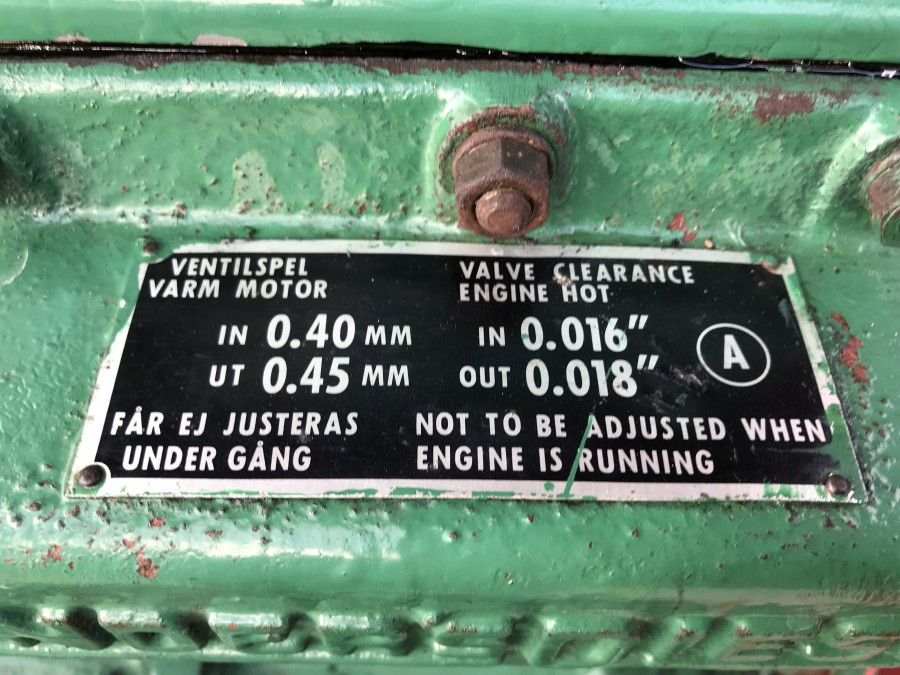 VENTILSPEL
VARM MOTOR
IN 0.40 MM
UT 0.45 MM
FÅR EJ JUSTERAS
UNDER GÅNG
VALVE CLEARANCE
ENGINE HOT
IN 0.016"
OUT 0.018"
A
NOT TO BE ADJUSTED WHEN
ENGINE IS RUNNING